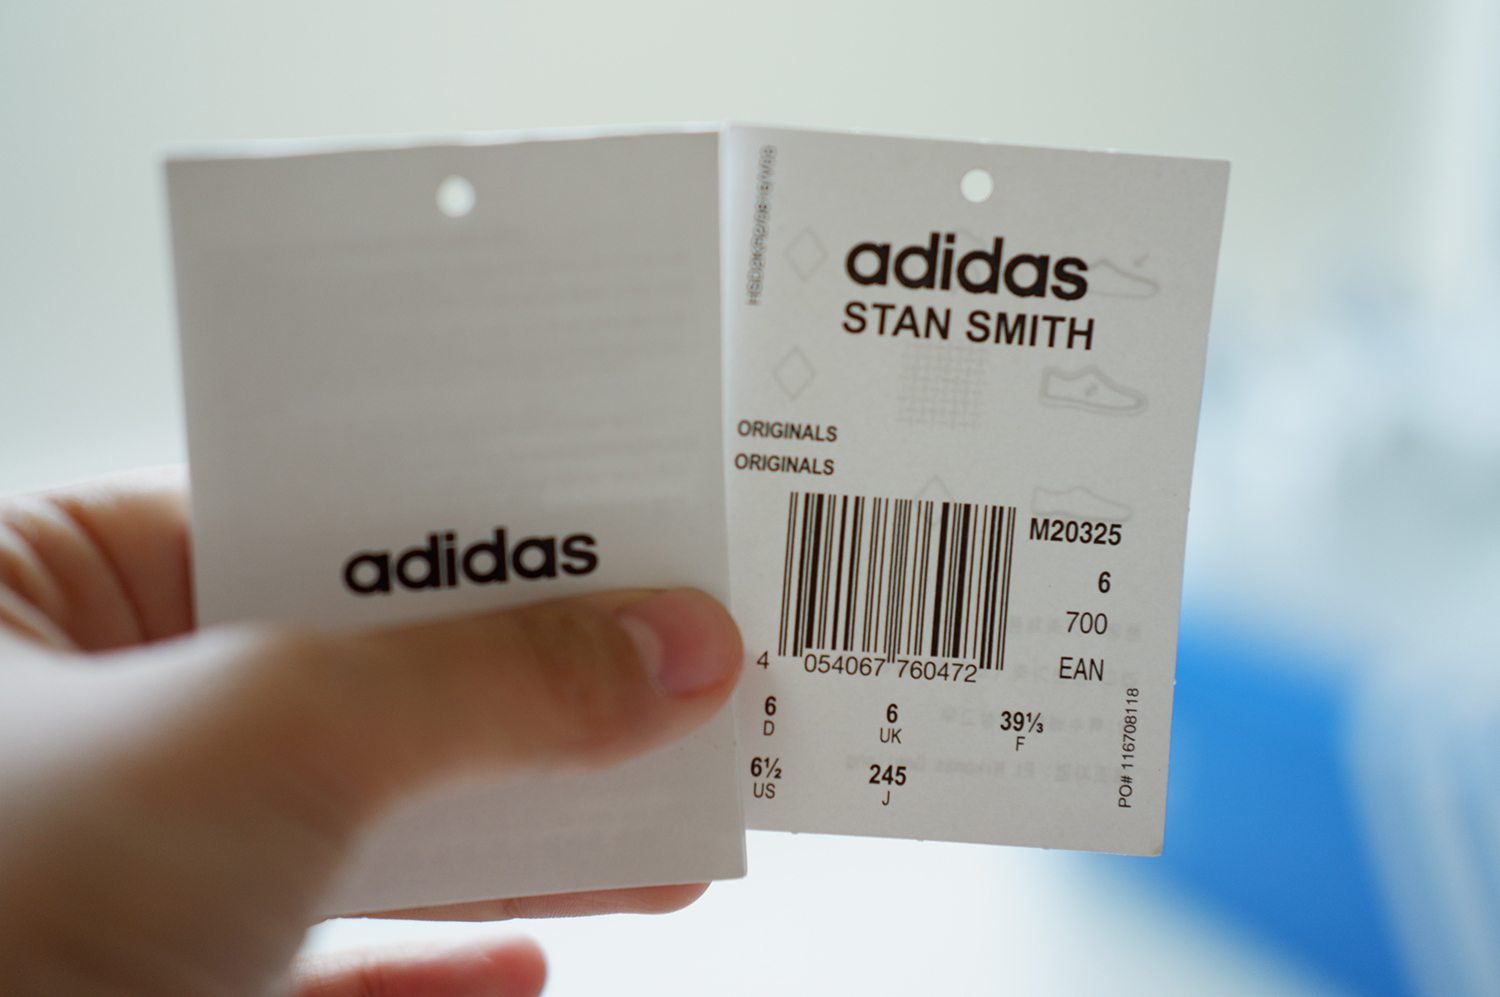 adidas
adidas
STAN SMITH
ORIGINALS
ORIGINALS
M20325
6
700
EAN
4 054067 760472
6
D
6
UK
39⅓
F
6½
US
245
J
PO# 116708118